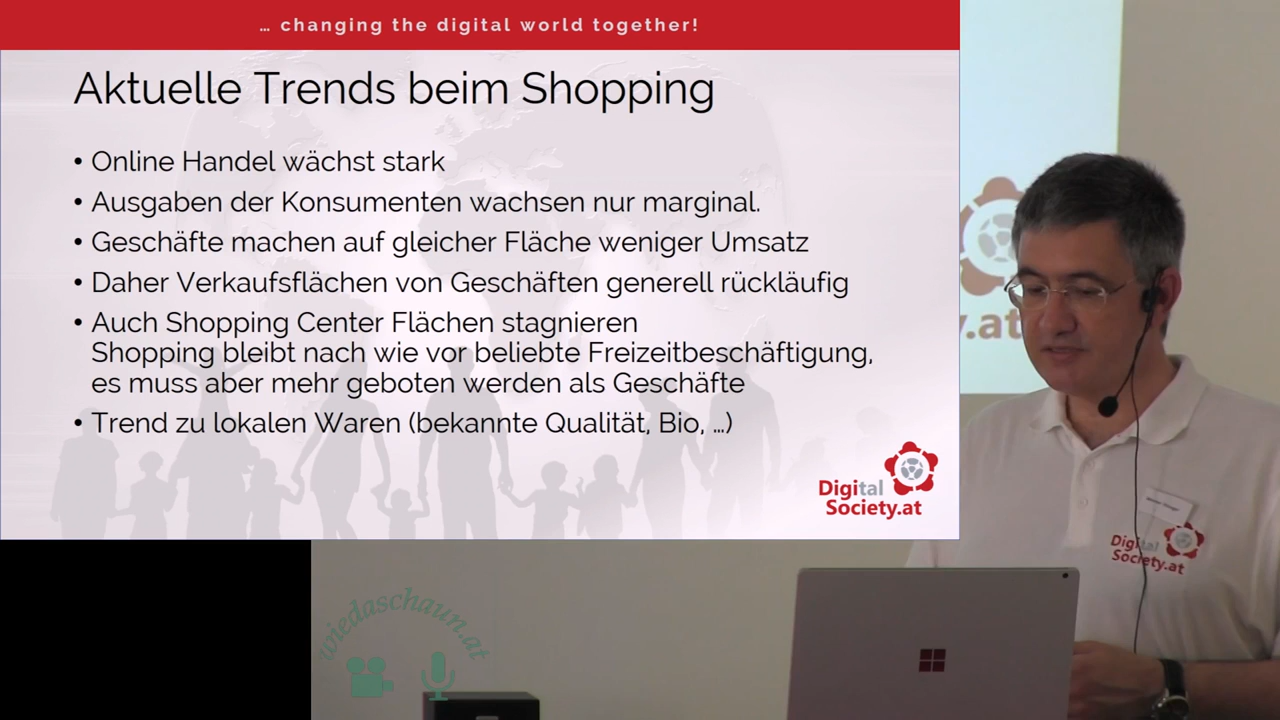 … changing the digital world together!
Aktuelle Trends beim Shopping
• Online Handel wächst stark
• Ausgaben der Konsumenten wachsen nur marginal.
• Geschäfte machen auf gleicher Fläche weniger Umsatz
• Daher Verkaufsflächen von Geschäften generell rückläufig
• Auch Shopping Center Flächen stagnieren
Shopping bleibt nach wie vor beliebte Freizeitbeschäftigung,
es muss aber mehr geboten werden als Geschäfte
• Trend zu lokalen Waren (bekannte Qualität, Bio, …)
Digital
Society.at
y.at
Digital
Society.at
wiedaschaun.at